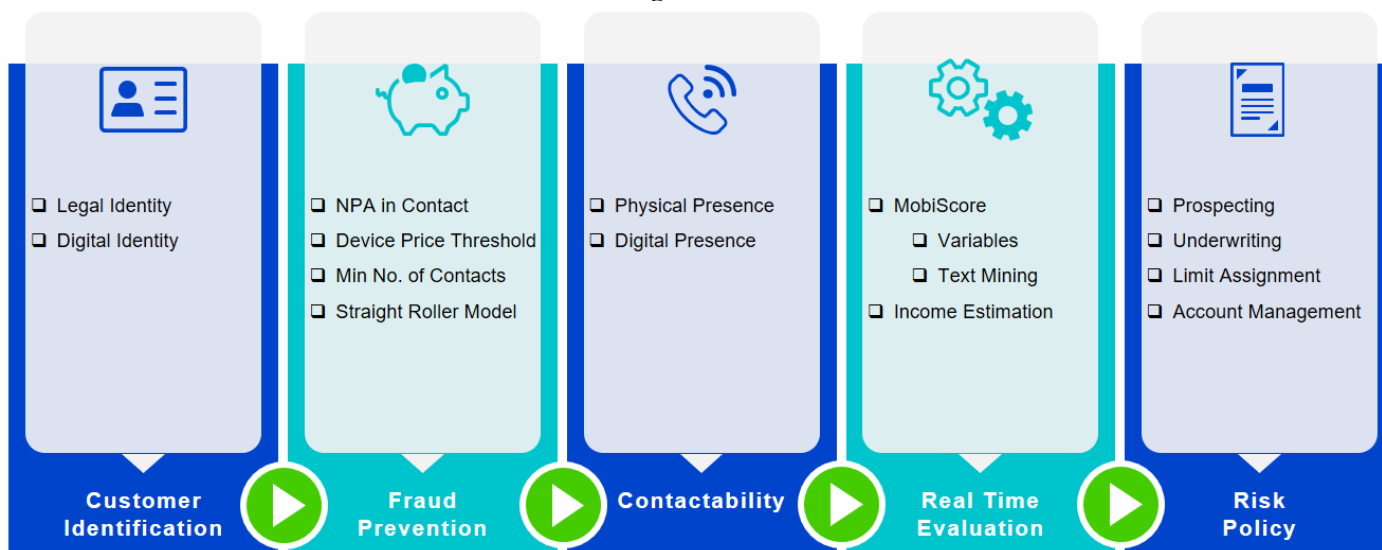 Legal Identity
Digital Identity
Customer
Identification
NPA in Contact
Device Price Threshold
Min No. of Contacts
Straight Roller Model
Fraud
Prevention
Physical Presence
Digital Presence
Contactability
MobiScore
Variables
Text Mining
Income Estimation
Real Time
Evaluation
Prospecting
Underwriting
Limit Assignment
Account Management
Risk
Policy